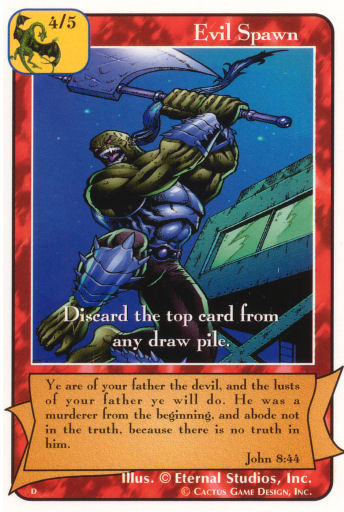 4/5
Evil Spawn
Discard the top card from
any draw pile.
Ye are of your father the devil, and the lusts
of your father ye will do. He was a
murderer from the beginning, and abode not
in the truth, because there is no truth in
him.
John 8:44
Illus. © Eternal Studios, Inc.
D
© Cactus Game Design, Inc.